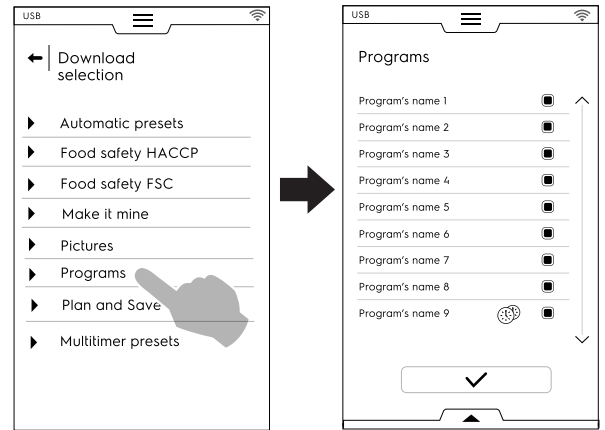 USB
Download
selection
Automatic presets
Food safety HACCP
Food safety FSC
Make it mine
Pictures
Programs
Plan and Save
Multitimer presets
USB
Programs
Program's name 1
Program's name 2
Program's name 3
Program's name 4
Program's name 5
Program's name 6
Program's name 7
Program's name 8
Program's name 9